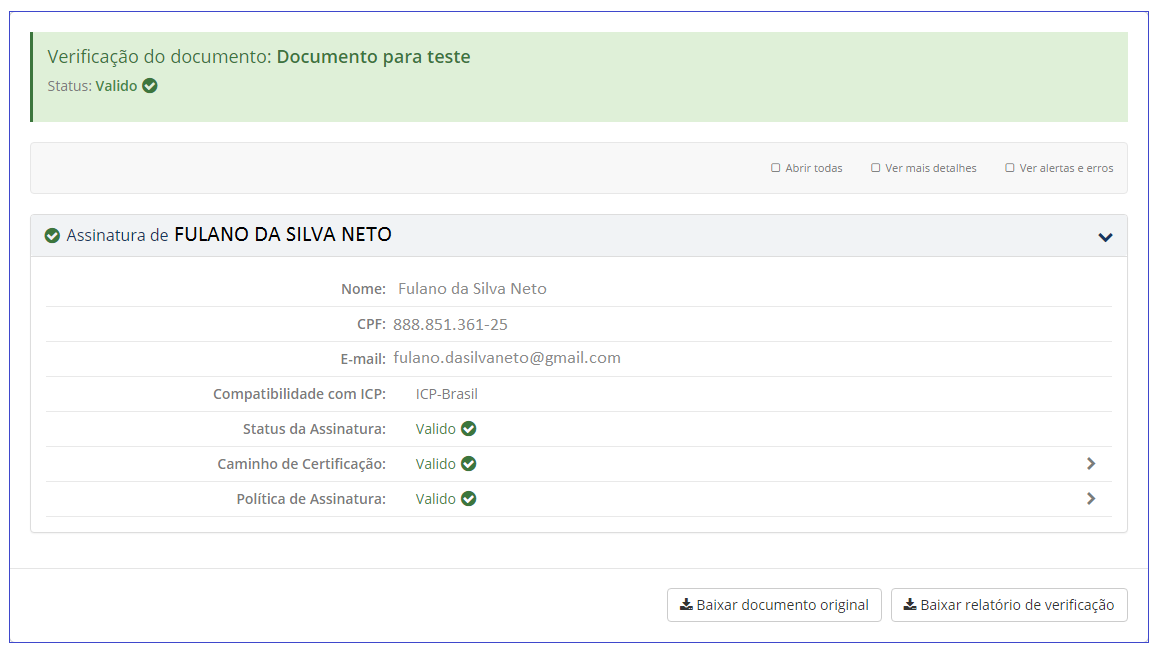 Verificação do documento: Documento para teste
Status: Valido
Abrir todas Ver mais detalhes Ver alertas e erros
Assinatura de FULANO DA SILVA NETO
Nome: Fulano da Silva Neto
CPF: 888.851.361-25
E-mail: fulano.dasilvaneto@gmail.com
Compatibilidade com ICP: ICP-Brasil
Status da Assinatura: Valido
Caminho de Certificação: Valido
Política de Assinatura: Valido
Baixar documento original Baixar relatório de verificação